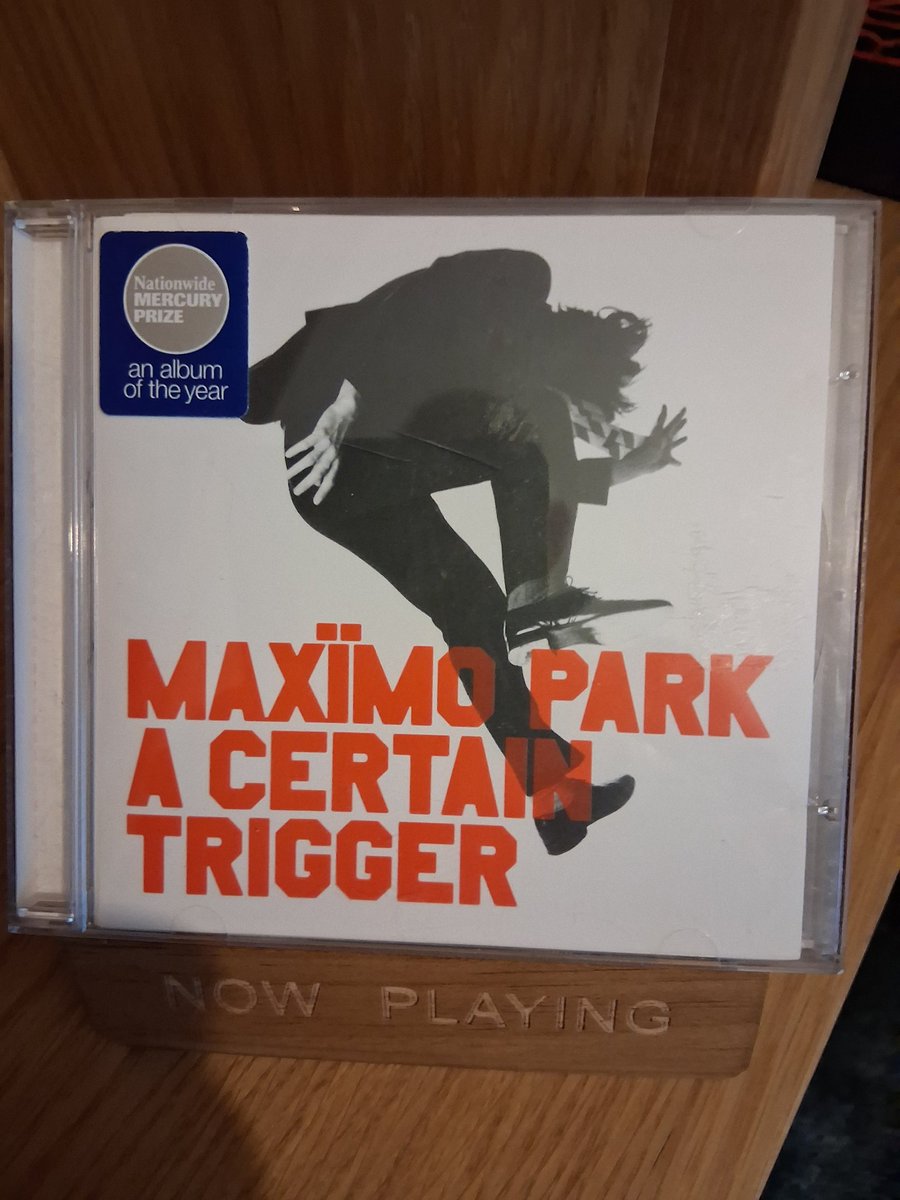 Nationwide
MERCURY
PRIZE
an album
of the year
MAXÏMO PARK
A CERTAIN
TRIGGER
NOW PLAYING